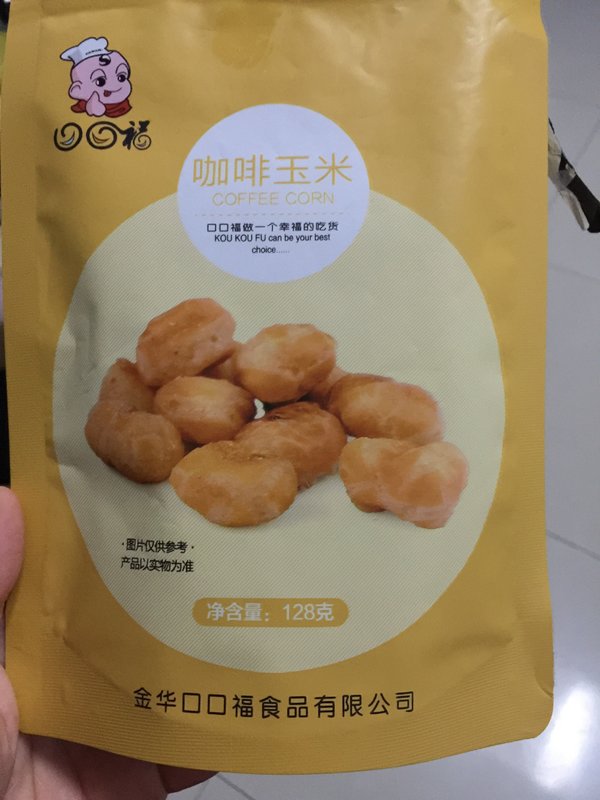 口口福
咖啡玉米
COFFEE CORN
口口福做一个幸福的吃货
KOU KOU FU can be your best
choice......
·图片仅供参考·
产品以实物为准
净含量：128克
金华口口福食品有限公司